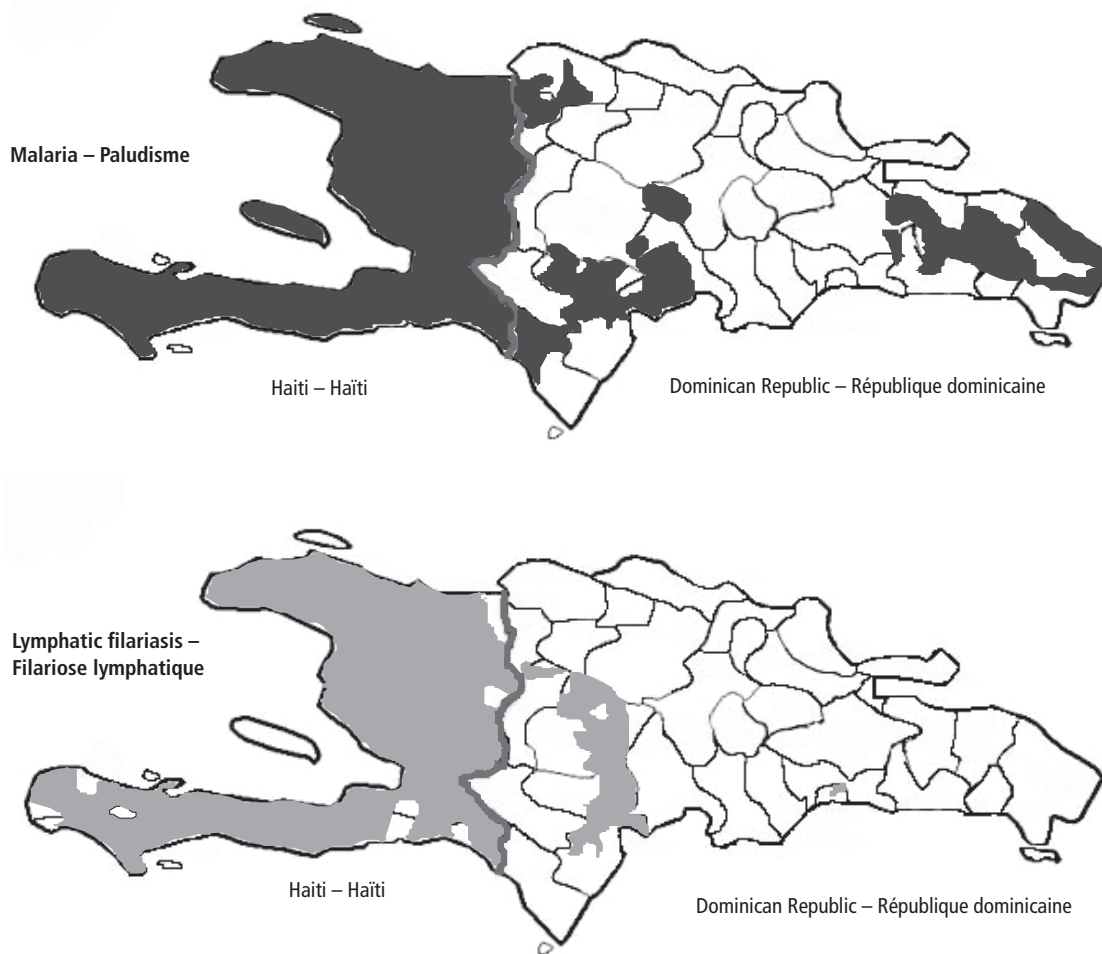 Malaria – Paludisme
Haiti – Haïti
Dominican Republic – République dominicaine
Lymphatic filariasis –
Filariose lymphatique
Haiti – Haïti
Dominican Republic – République dominicaine